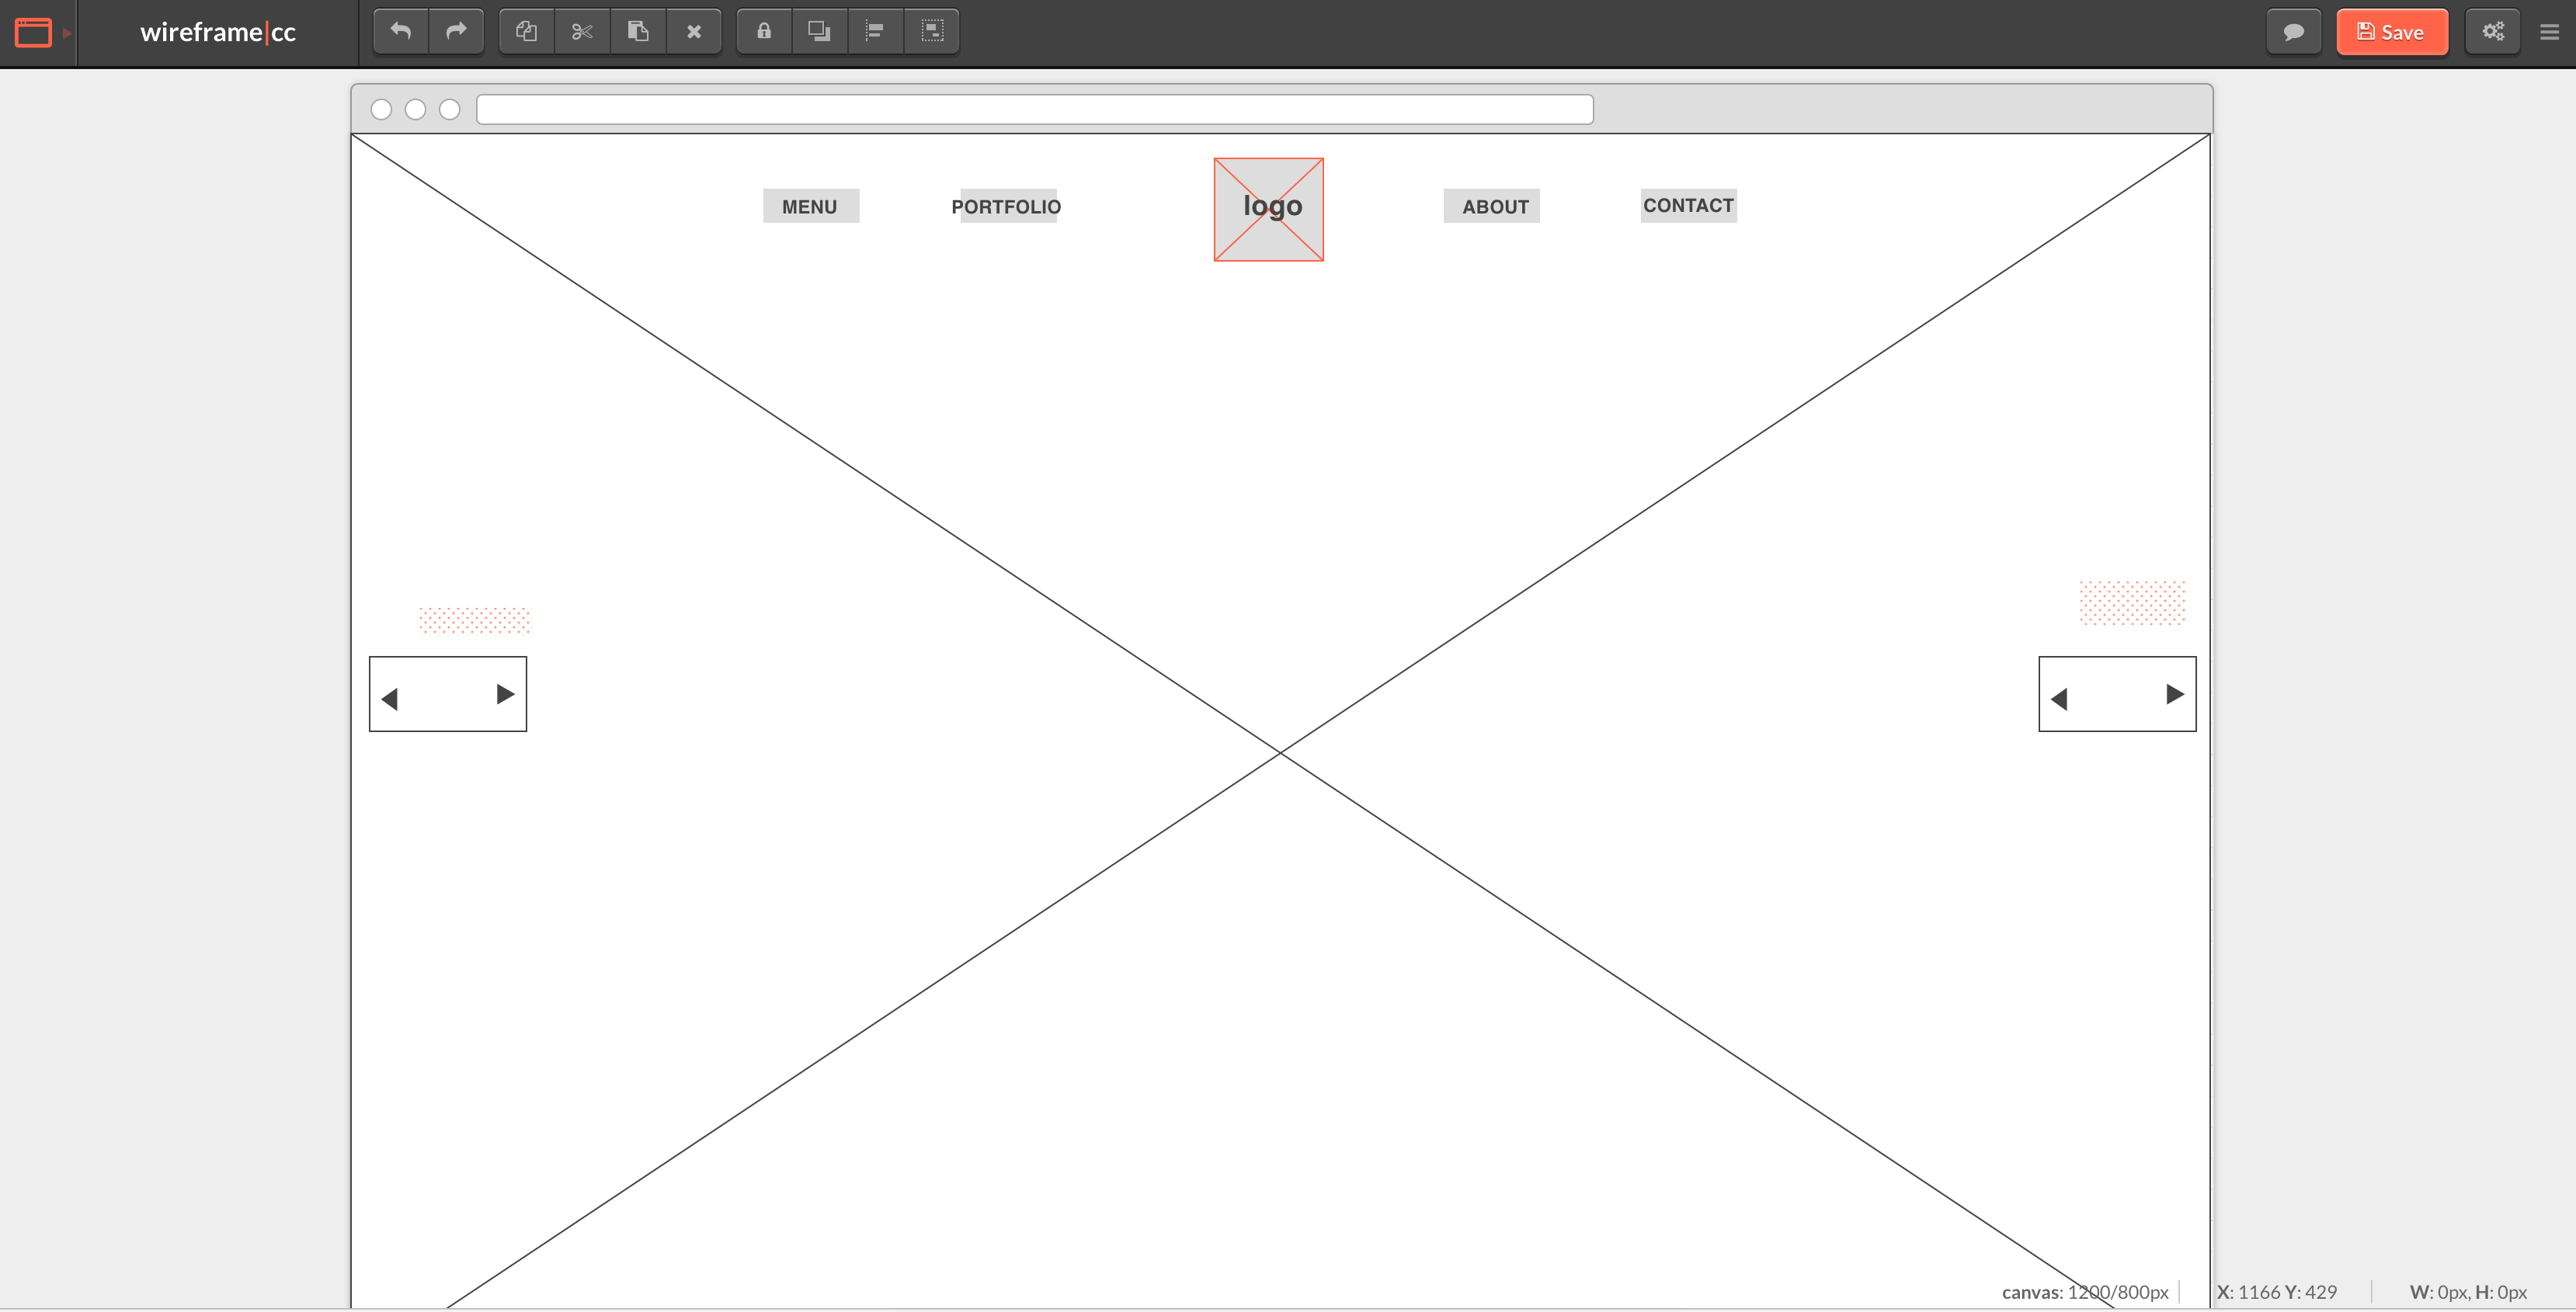 wireframe|cc
Save
MENU PORTFOLIO logo ABOUT CONTACT
canvas: 1200/800px X: 1166 Y: 429 W: 0px, H: 0px